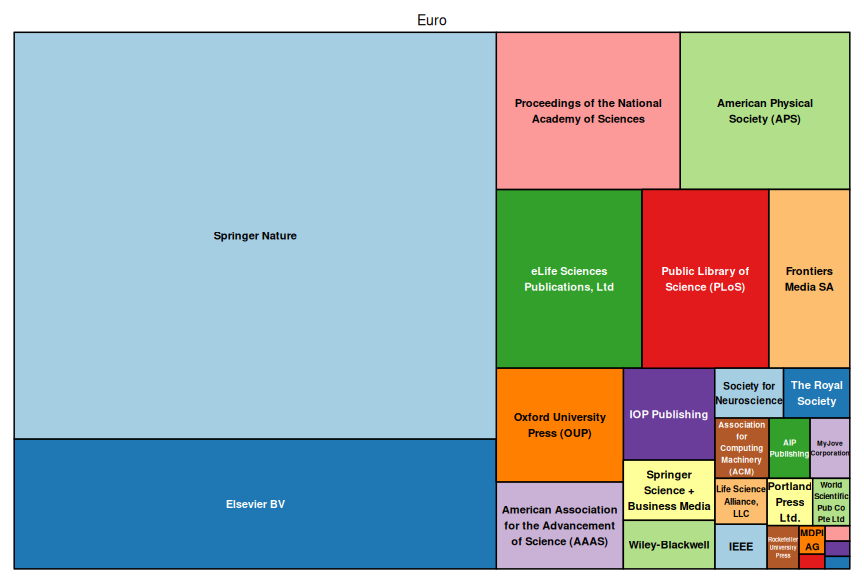 Euro
Springer Nature
Elsevier BV
Proceedings of the National
Academy of Sciences
American Physical
Society (APS)
eLife Sciences
Publications, Ltd
Public Library of
Science (PLoS)
Frontiers
Media SA
Oxford University
Press (OUP)
American Association
for the Advancement
of Science (AAAS)
IOP Publishing
Springer
Science +
Business Media
Wiley-Blackwell
Society for
Neuroscience
The Royal
Society
Association
for
Computing
Machinery
(ACM)
AIP
Publishing
MyJove
Corporation
Life Science
Alliance,
LLC
Portland
Press
Ltd.
World
Scientific
Pub Co
Pte Ltd
IEEE
Rockefeller
University
Press
MDPI
AG